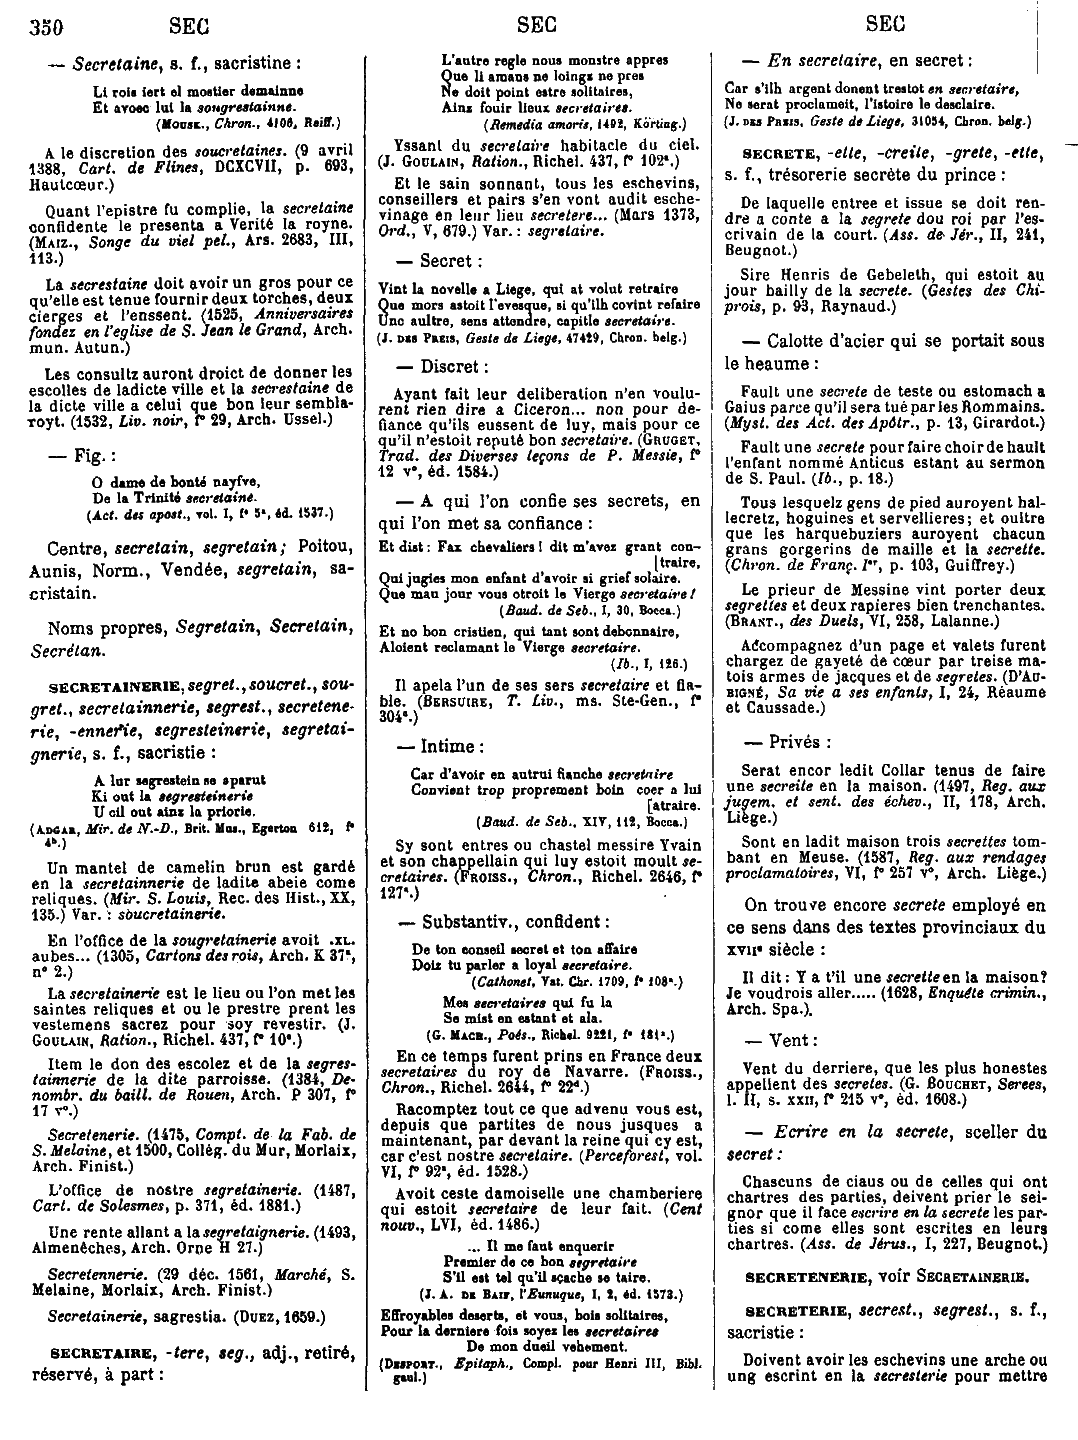 350 SEC SEC SEC
— Secretaine, s. f., sacristine :
Li rois iert el mostier demainne
Et avoec lui la songrestainne.
(Mousk., Chron., 4106, Reiff.)
A le discretion des soucretaines. (9 avril
1388, Cart. de Flines, DCXCVII, p. 693,
Hautcœur.)
Quant l'epistre fu complie, la secretaine
confidente le presenta a Verité la royne.
(Maiz., Songe du viel pel., Ars. 2683, III,
113.)
La secrestaine doit avoir un gros pour ce
qu'elle est tenue fournir deux torches, deux
cierges et l'enssent. (1525, Anniversaires
fondez en l'eglise de S. Jean le Grand, Arch.
mun. Autun.)
Les consultz auront droict de donner les
escolles de ladicte ville et la secrestaine de
la dicte ville a celui que bon leur sembla-
royt. (1532, Liv. noir, f° 29, Arch. Ussel.)
— Fig. :
O dame de bonté nayfve,
De la Trinité secretaine.
(Act. des apost., vol. I, f° 5ª, éd. 1537.)
Centre, secretain, segretain; Poitou,
Aunis, Norm., Vendée, segretain, sa-
cristain.
Noms propres, Segretain, Secretain,
Secrétan.
SECRETAINERIE, segret., soucret., sou-
gret., secretainnerie, segrest., secretene-
rie, -ennerie, segresteinerie, segretai-
gnerie, s. f., sacristie :
A lur segrestein se aparut
Ki out la segresteinerie
U cil out ainz la priorie.
(Adgar, Mir. de N.-D., Brit. Mus., Egerton 612, f°
4ᵇ.)
Un mantel de camelin brun est gardé
en la secretainnerie de ladite abeie come
reliques. (Mir. S. Louis, Rec. des Hist., XX,
135.) Var. : soucretainerie.
En l'office de la sougretainerie avoit .XL.
aubes... (1305, Cartons des rois, Arch. K 37ª,
n° 2.)
La secretainerie est le lieu ou l'on met les
saintes reliques et ou le prestre prent les
vestemens sacrez pour soy revestir. (J.
Goulain, Ration., Richel. 437, f° 10ª.)
Item le don des escolez et de la segres-
tainnerie de la dite parroisse. (1384, De-
nombr. du baill. de Rouen, Arch. P 307, f°
17 v°.)
Secretenerie. (1475, Compt. de la Fab. de
S. Melaine, et 1500, Collèg. du Mur, Morlaix,
Arch. Finist.)
L'office de nostre segretainerie. (1487,
Cart. de Solesmes, p. 371, éd. 1881.)
Une rente allant a la segretaignerie. (1493,
Almenêches, Arch. Orne H 27.)
Secretennerie. (29 déc. 1561, Marché, S.
Melaine, Morlaix, Arch. Finist.)
Secretainerie, sagrestia. (Duez, 1659.)
SECRETAIRE, -tere, seg., adj., retiré,
réservé, à part :
L'autre regle nous monstre appres
Que li amans ne loingz ne pres
Ne doit point estre solitaires,
Ainz fouir lieux secretaires.
(Remedia amoris, 1492, Körting.)
Yssant du secretaire habitacle du ciel.
(J. Goulain, Ration., Richel. 437, f° 102ª.)
Et le sain sonnant, tous les eschevins,
conseillers et pairs s'en vont audit esche-
vinage en leur lieu secretere... (Mars 1373,
Ord., V, 679.) Var. : segretaire.
— Secret :
Vint la novelle a Liege, qui at volut retraire
Que mors astoit l'evesque, si qu'ilh covint refaire
Unc aultre, sens attendre, capitle secretaire.
(J. des Preis, Geste de Liege, 47429, Chron. belg.)
— Discret :
Ayant fait leur deliberation n'en voulu-
rent rien dire a Ciceron... non pour de-
fiance qu'ils eussent de luy, mais pour ce
qu'il n'estoit reputé bon secretaire. (Gruget,
Trad. des Diverses leçons de P. Messie, f°
12 v°, éd. 1584.)
— A qui l'on confie ses secrets, en
qui l'on met sa confiance :
Et dist : Fax chevaliers ! dit m'avez grant con-
[traire,
Qui jugies mon enfant d'avoir si grief solaire.
Que mau jour vous otroit le Vierge secretaire !
(Baud. de Seb., I, 30, Bocca.)
Et no bon cristien, qui tant sont debonnaire,
Aloient reclamant le Vierge secretaire.
(Ib., I, 126.)
Il apela l'un de ses sers secretaire et fia-
ble. (Bersuire, T. Liv., ms. Ste-Gen., f°
304ª.)
— Intime :
Car d'avoir en autrui fianche secretaire
Convient trop proprement boin coer a lui
[atraire.
(Baud. de Seb., XIV, 112, Bocca.)
Sy sont entres ou chastel messire Yvain
et son chappellain qui luy estoit moult se-
cretaires. (Froiss., Chron., Richel. 2646, f°
127ª.)
— Substantiv., confident :
De ton conseil secret et ton affaire
Doiz tu parler a loyal secretaire.
(Cathonet, Vat. Chr. 1709, f° 108ª.)
Mes secretaires qui fu la
Se mist en estant et ala.
(G. Mach., Poés., Richel. 9221, f° 181ª.)
En ce temps furent prins en France deux
secretaires du roy de Navarre. (Froiss.,
Chron., Richel. 2644, f° 22ᵈ.)
Racomptez tout ce que advenu vous est,
depuis que partites de nous jusques a
maintenant, par devant la reine qui cy est,
car c'est nostre secretaire. (Perceforest, vol.
VI, f° 92ª, éd. 1528.)
Avoit ceste damoiselle une chamberiere
qui estoit secretaire de leur fait. (Cent
nouv., LVI, éd. 1486.)
... Il me faut enquerir
Premier de ce bon segretaire
S'il est tel qu'il sçache se taire.
(J. A. de Baif, l'Eunuque, I, 2, éd. 1573.)
Effroyables deserts, et vous, bois solitaires,
Pour la derniere fois soyez les secretaires
De mon dueil vehement.
(Desport., Epitaph., Compl. pour Henri III, Bibl.
gaul.)
— En secretaire, en secret :
Car s'ilh argent donent trestot en secretaire,
Ne serat proclameit, l'istoire le desclaire.
(J. des Preis, Geste de Liege, 31054, Chron. belg.)
SECRETE, -elle, -creile, -grete, -ette,
s. f., trésorerie secrète du prince :
De laquelle entree et issue se doit ren-
dre a conte a la segrete dou roi par l'es-
crivain de la court. (Ass. de Jér., II, 241,
Beugnot.)
Sire Henris de Gebeleth, qui estoit au
jour bailly de la secrete. (Gestes des Chi-
prois, p. 93, Raynaud.)
— Calotte d'acier qui se portait sous
le heaume :
Fault une secrete de teste ou estomach a
Gaius parce qu'il sera tué par les Rommains.
(Myst. des Act. des Apôtr., p. 13, Girardot.)
Fault une secrete pour faire choir de hault
l'enfant nommé Anticus estant au sermon
de S. Paul. (Ib., p. 18.)
Tous lesquelz gens de pied auroyent hal-
lecretz, hoguines et servellieres; et oultre
que les harquebuziers auroyent chacun
grans gorgerins de maille et la secrette.
(Chron. de Franç. Iᵉʳ, p. 103, Guiffrey.)
Le prieur de Messine vint porter deux
segrettes et deux rapieres bien trenchantes.
(Brant., des Duels, VI, 258, Lalanne.)
Accompagnez d'un page et valets furent
chargez de gayeté de cœur par treise ma-
tois armes de jacques et de segretes. (D'Au-
bigné, Sa vie a ses enfants, I, 24, Réaume
et Caussade.)
— Privés :
Serat encor ledit Collar tenus de faire
une secreite en la maison. (1497, Reg. aux
jugem. et sent. des échev., II, 178, Arch.
Liège.)
Sont en ladit maison trois secrettes tom-
bant en Meuse. (1587, Reg. aux rendages
proclamatoires, VI, f° 257 v°, Arch. Liège.)
On trouve encore secrete employé en
ce sens dans des textes provinciaux du
XVIIᵉ siècle :
Il dit : Y a t'il une secrette en la maison?
Je voudrois aller..... (1628, Enquête crimin.,
Arch. Spa.).
— Vent :
Vent du derriere, que les plus honestes
appellent des secretes. (G. Bouchet, Serees,
l. II, s. XXII, f° 215 v°, éd. 1608.)
— Ecrire en la secrete, sceller du
secret :
Chascuns de ciaus ou de celles qui ont
chartres des parties, deivent prier le sei-
gnor que il face escrire en la secrete les par-
ties si come elles sont escrites en leurs
chartres. (Ass. de Jérus., I, 227, Beugnot.)
SECRETENERIE, voir Secretainerie.
SECRETERIE, secrest., segrest., s. f.,
sacristie :
Doivent avoir les eschevins une arche ou
ung escrint en la secresterie pour mettre